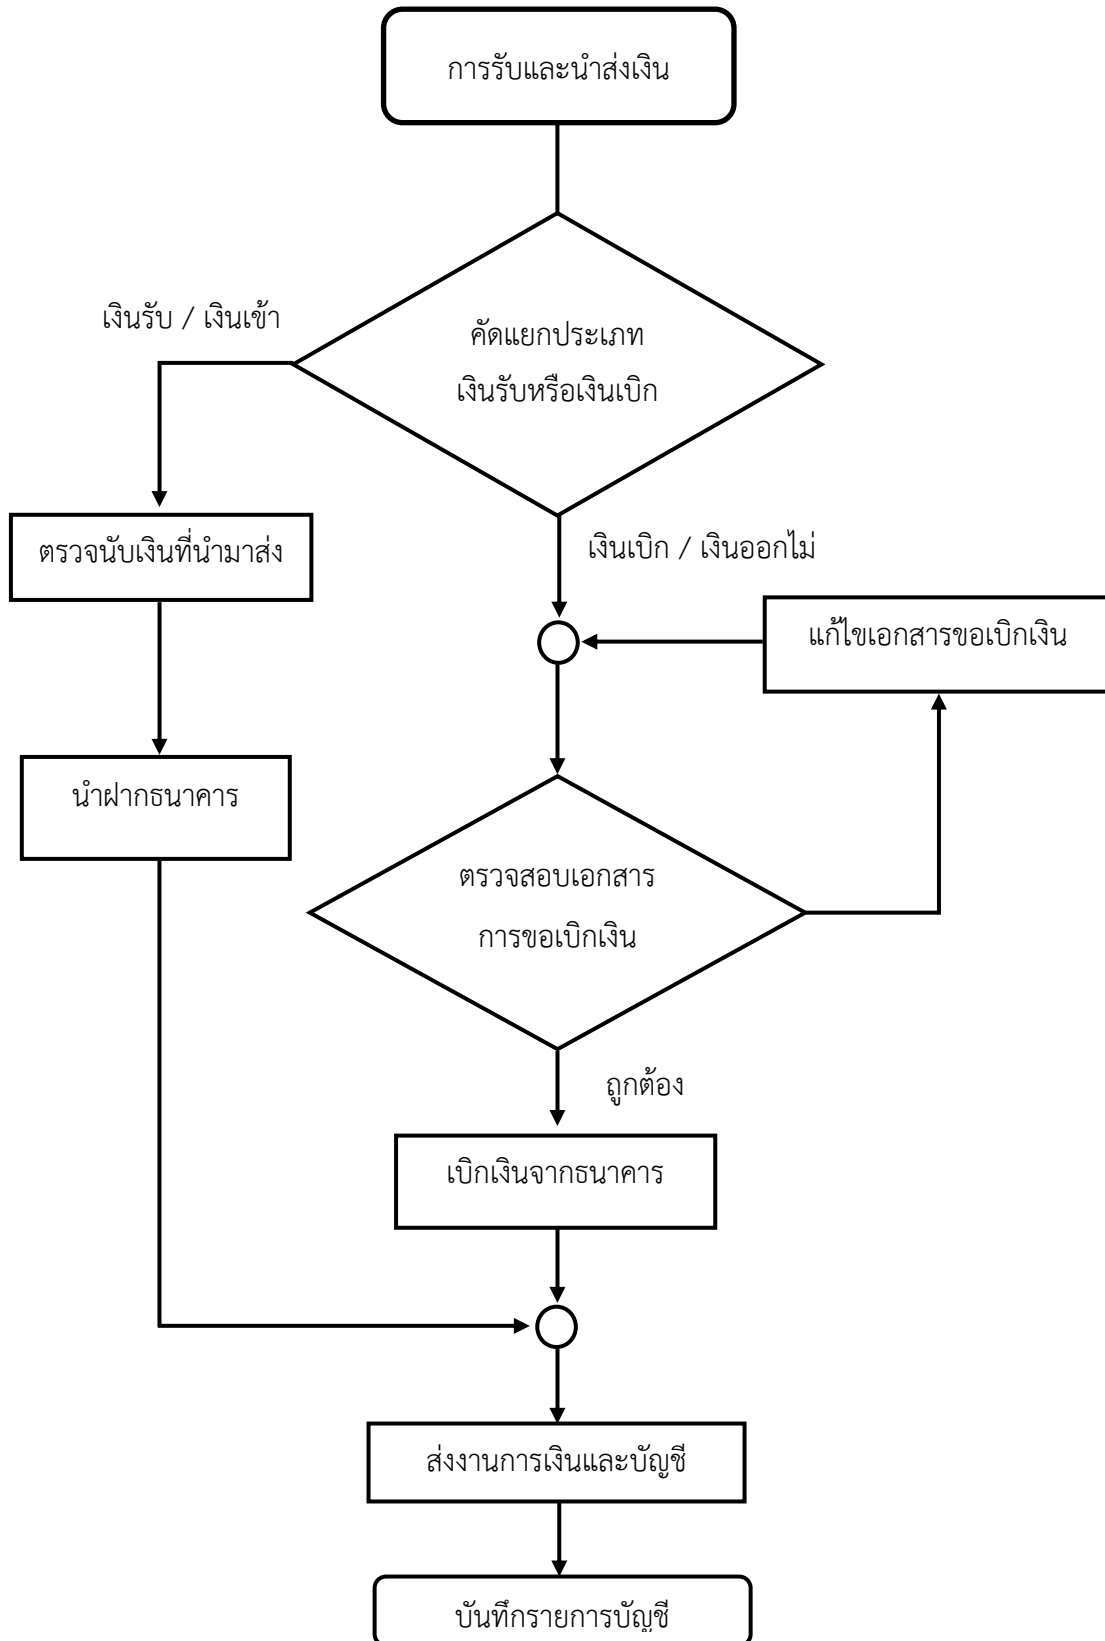 การรับและนำส่งเงิน
เงินรับ / เงินเข้า
คัดแยกประเภท
เงินรับหรือเงินเบิก
ตรวจนับเงินที่นำมาส่ง
เงินเบิก / เงินออกไม่
แก้ไขเอกสารขอเบิกเงิน
นำฝากธนาคาร
ตรวจสอบเอกสาร
การขอเบิกเงิน
ถูกต้อง
เบิกเงินจากธนาคาร
ส่งงานการเงินและบัญชี
บันทึกรายการบัญชี